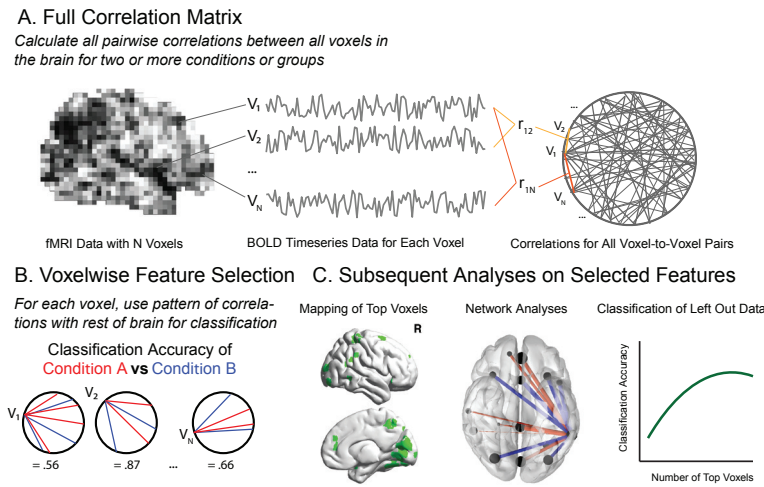 A. Full Correlation Matrix
Calculate all pairwise correlations between all voxels in
the brain for two or more conditions or groups
V1
V2
...
VN
r12
r1N
...
V2
V1
VN
...
fMRI Data with N Voxels
BOLD Timeseries Data for Each Voxel
Correlations for All Voxel-to-Voxel Pairs
B. Voxelwise Feature Selection
For each voxel, use pattern of correla-
tions with rest of brain for classification
Classification Accuracy of
Condition A vs Condition B
V1
V2
VN
= .56
= .87
...
= .66
C. Subsequent Analyses on Selected Features
Mapping of Top Voxels
R
Network Analyses
Classification of Left Out Data
Classification Accuracy
Number of Top Voxels